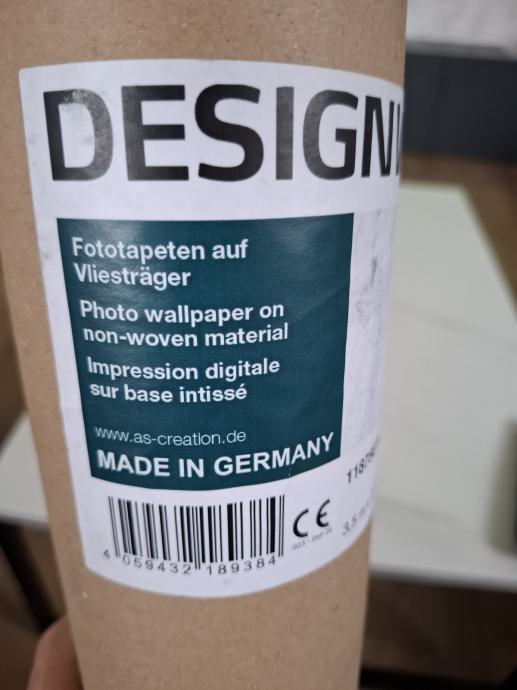 DESIGN
Fototapeten auf
Vliesträger
Photo wallpaper on
non-woven material
Impression digitale
sur base intissé
www.as-creation.de
MADE IN GERMANY
CE
4 059432 189384